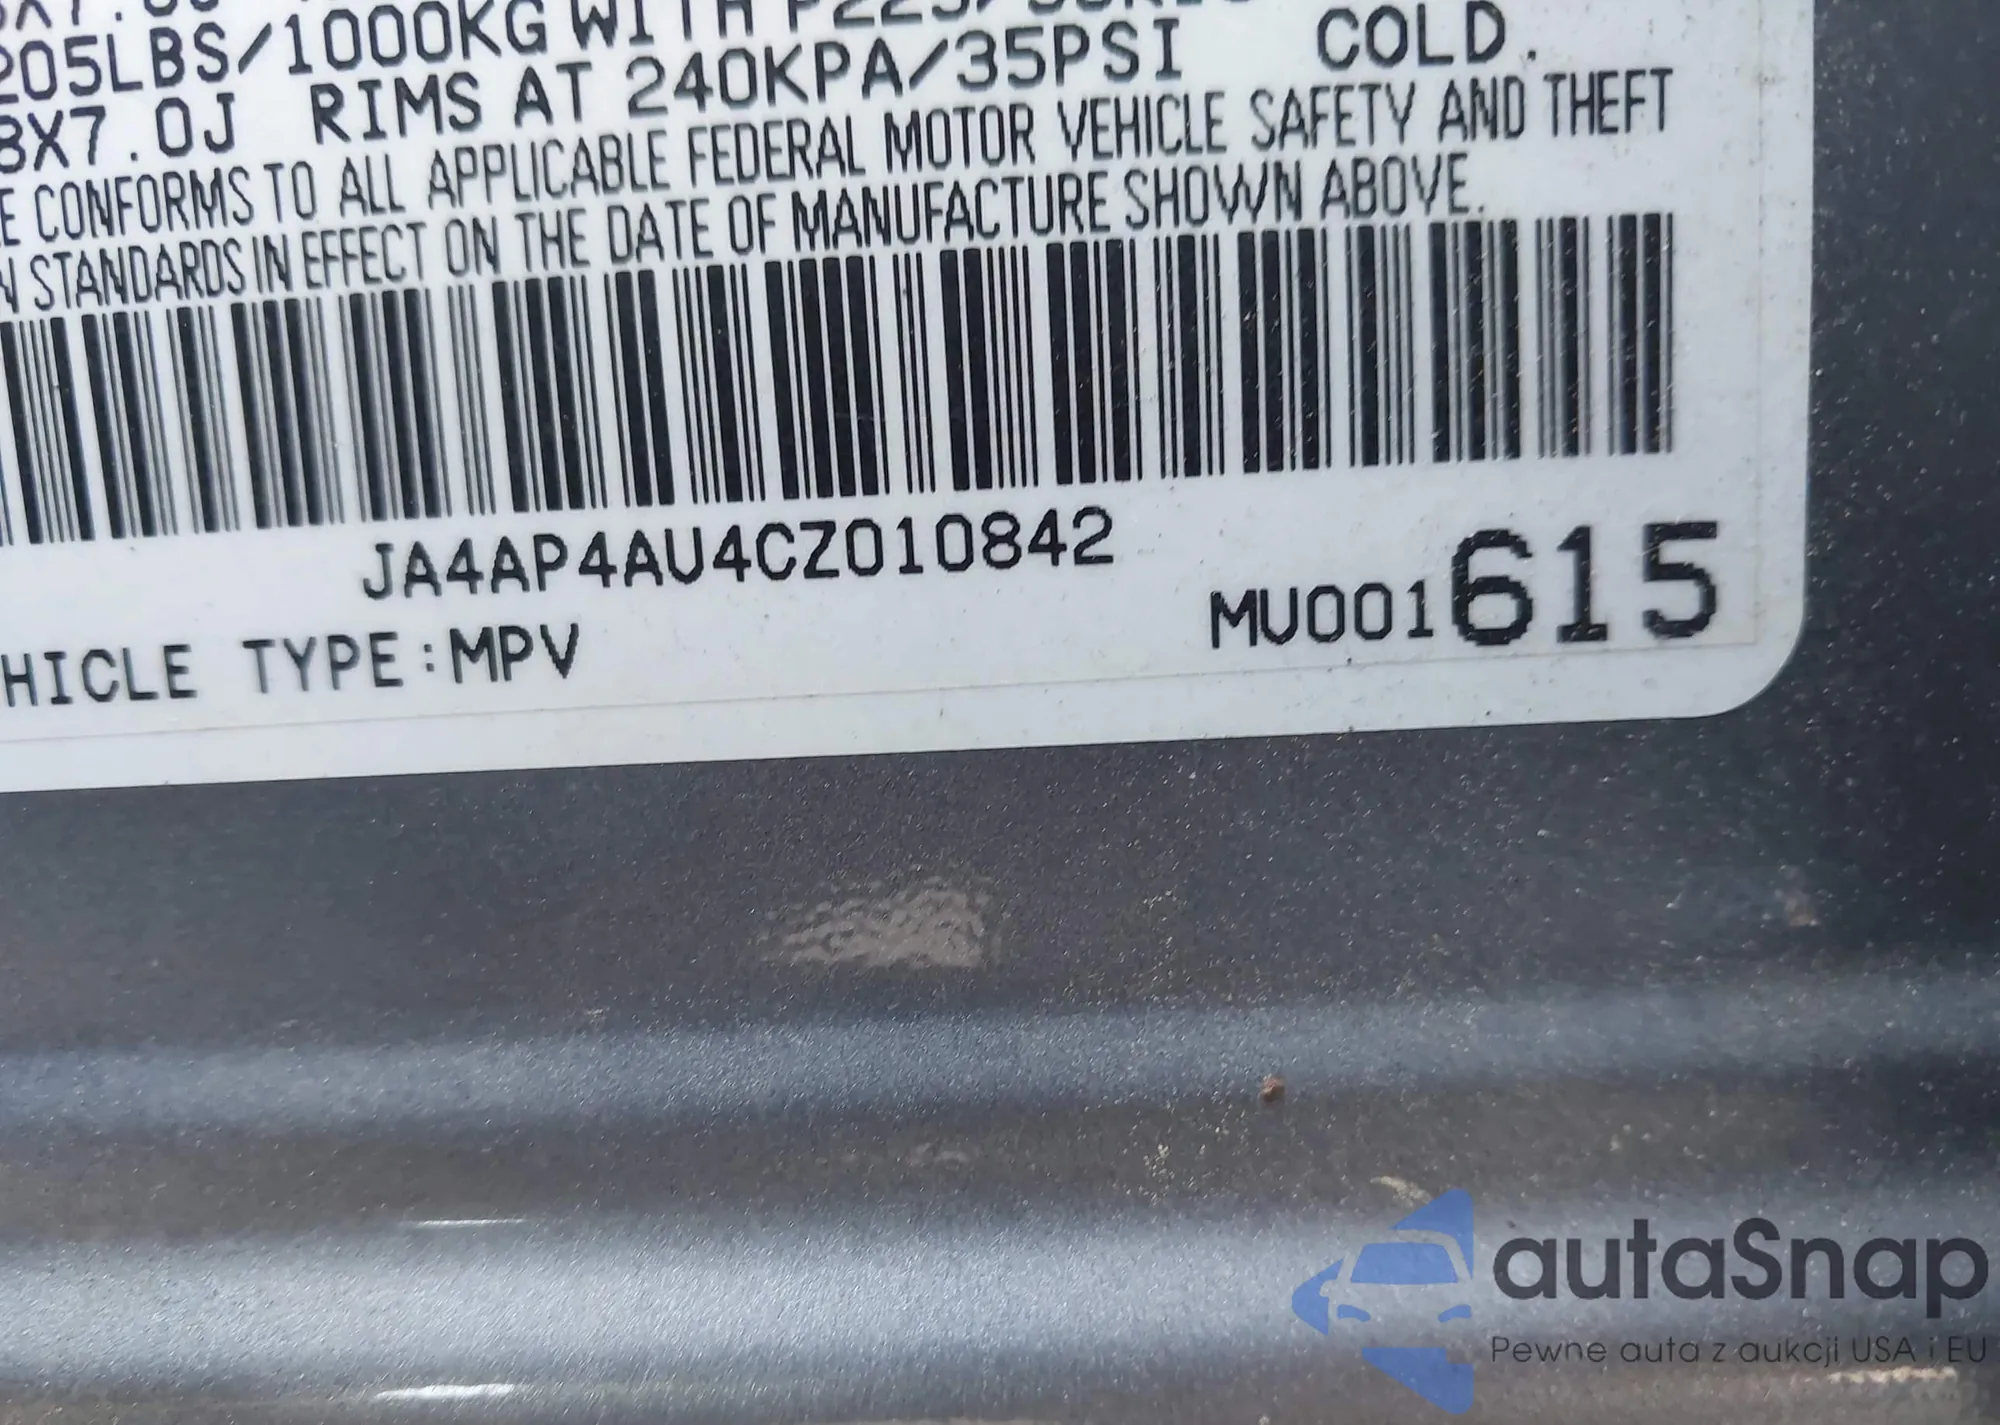 205LBS/1000KG WITH
8X7.0J RIMS AT 240KPA/35PSI COLD.
E CONFORMS TO ALL APPLICABLE FEDERAL MOTOR VEHICLE SAFETY AND THEFT
N STANDARDS IN EFFECT ON THE DATE OF MANUFACTURE SHOWN ABOVE.
JA4AP4AU4CZ010842
MU001615
HICLE TYPE:MPV
autaSnap
Pewne auta z aukcji USA i EU